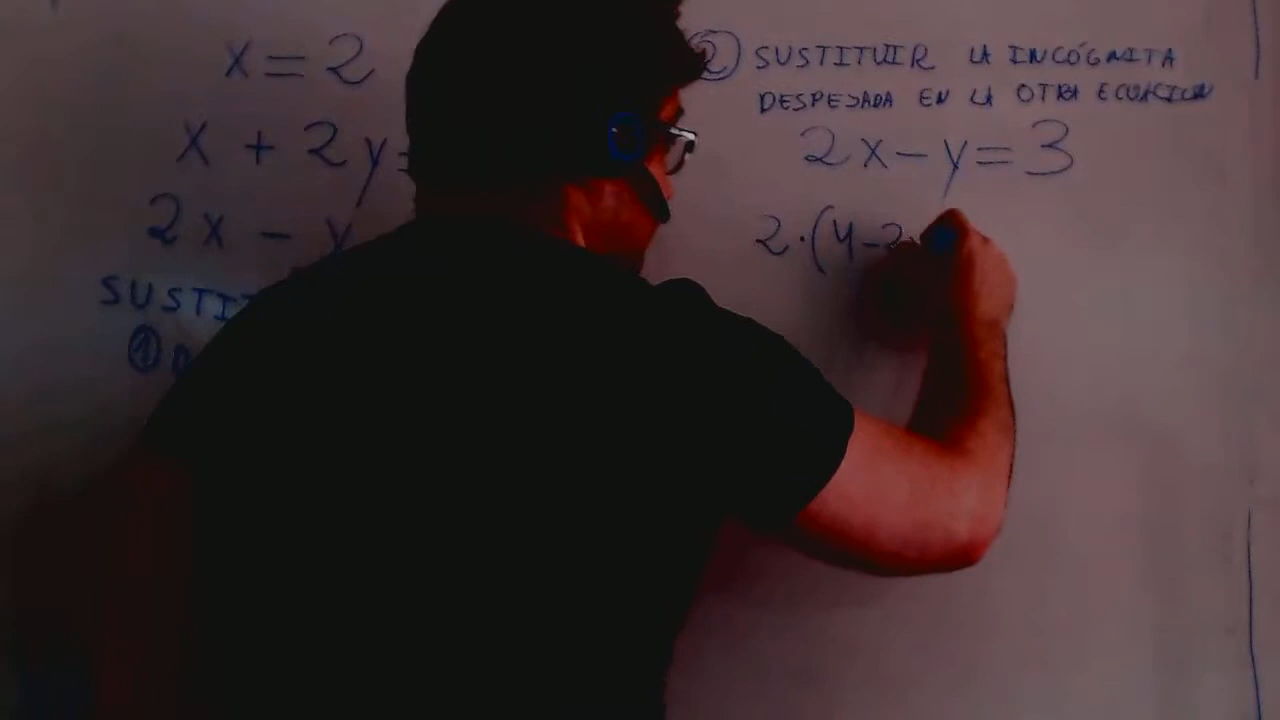 x = 2
x + 2y =
2x - y
SUSTI
① D
② SUSTITUIR LA INCÓGNITA
DESPEJADA EN LA OTRA ECUACIÓN
2x - y = 3
2·(4-2